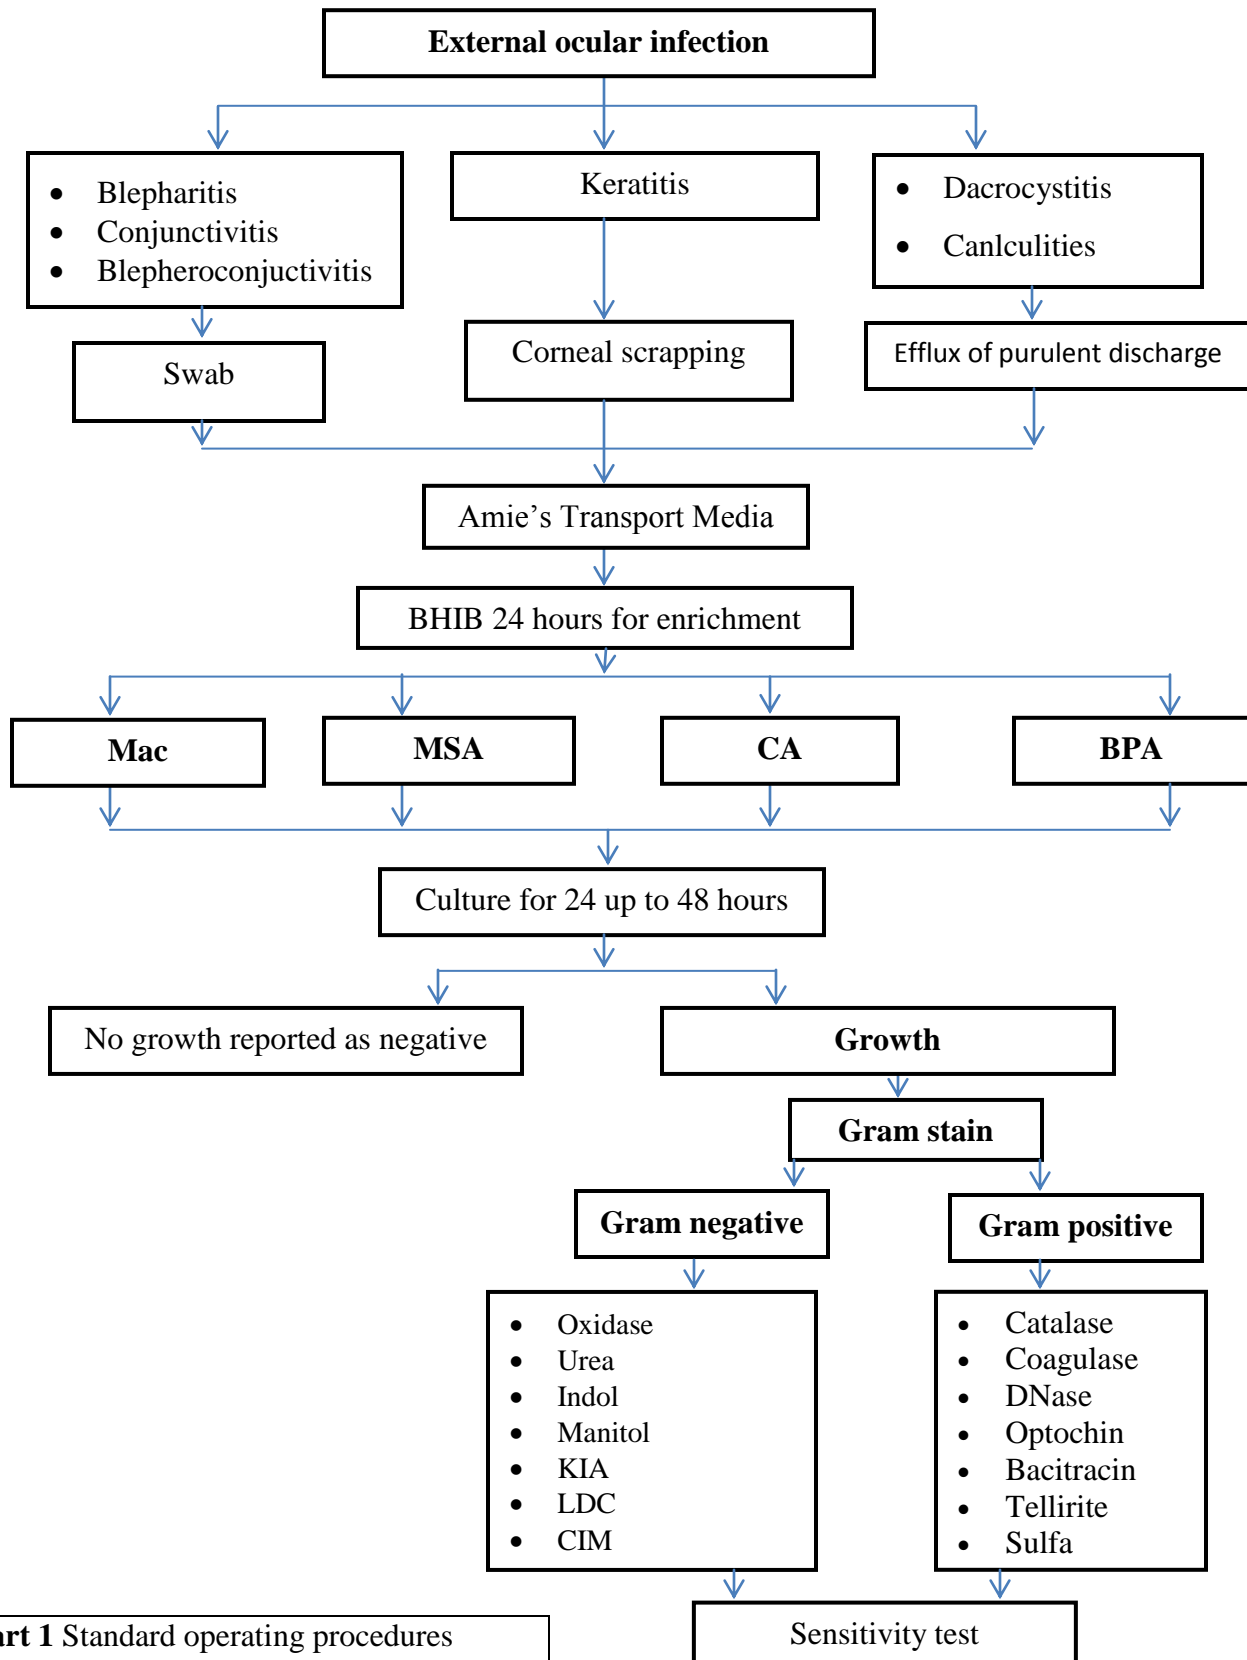 External ocular infection
• Blepharitis
• Conjunctivitis
• Blepheroconjuctivitis
Keratitis
• Dacrocystitis
• Canlculities
Swab
Corneal scrapping
Efflux of purulent discharge
Amie’s Transport Media
BHIB 24 hours for enrichment
Mac
MSA
CA
BPA
Culture for 24 up to 48 hours
No growth reported as negative
Growth
Gram stain
Gram negative
Gram positive
• Oxidase
• Urea
• Indol
• Manitol
• KIA
• LDC
• CIM
• Catalase
• Coagulase
• DNase
• Optochin
• Bacitracin
• Tellirite
• Sulfa
art 1 Standard operating procedures
Sensitivity test